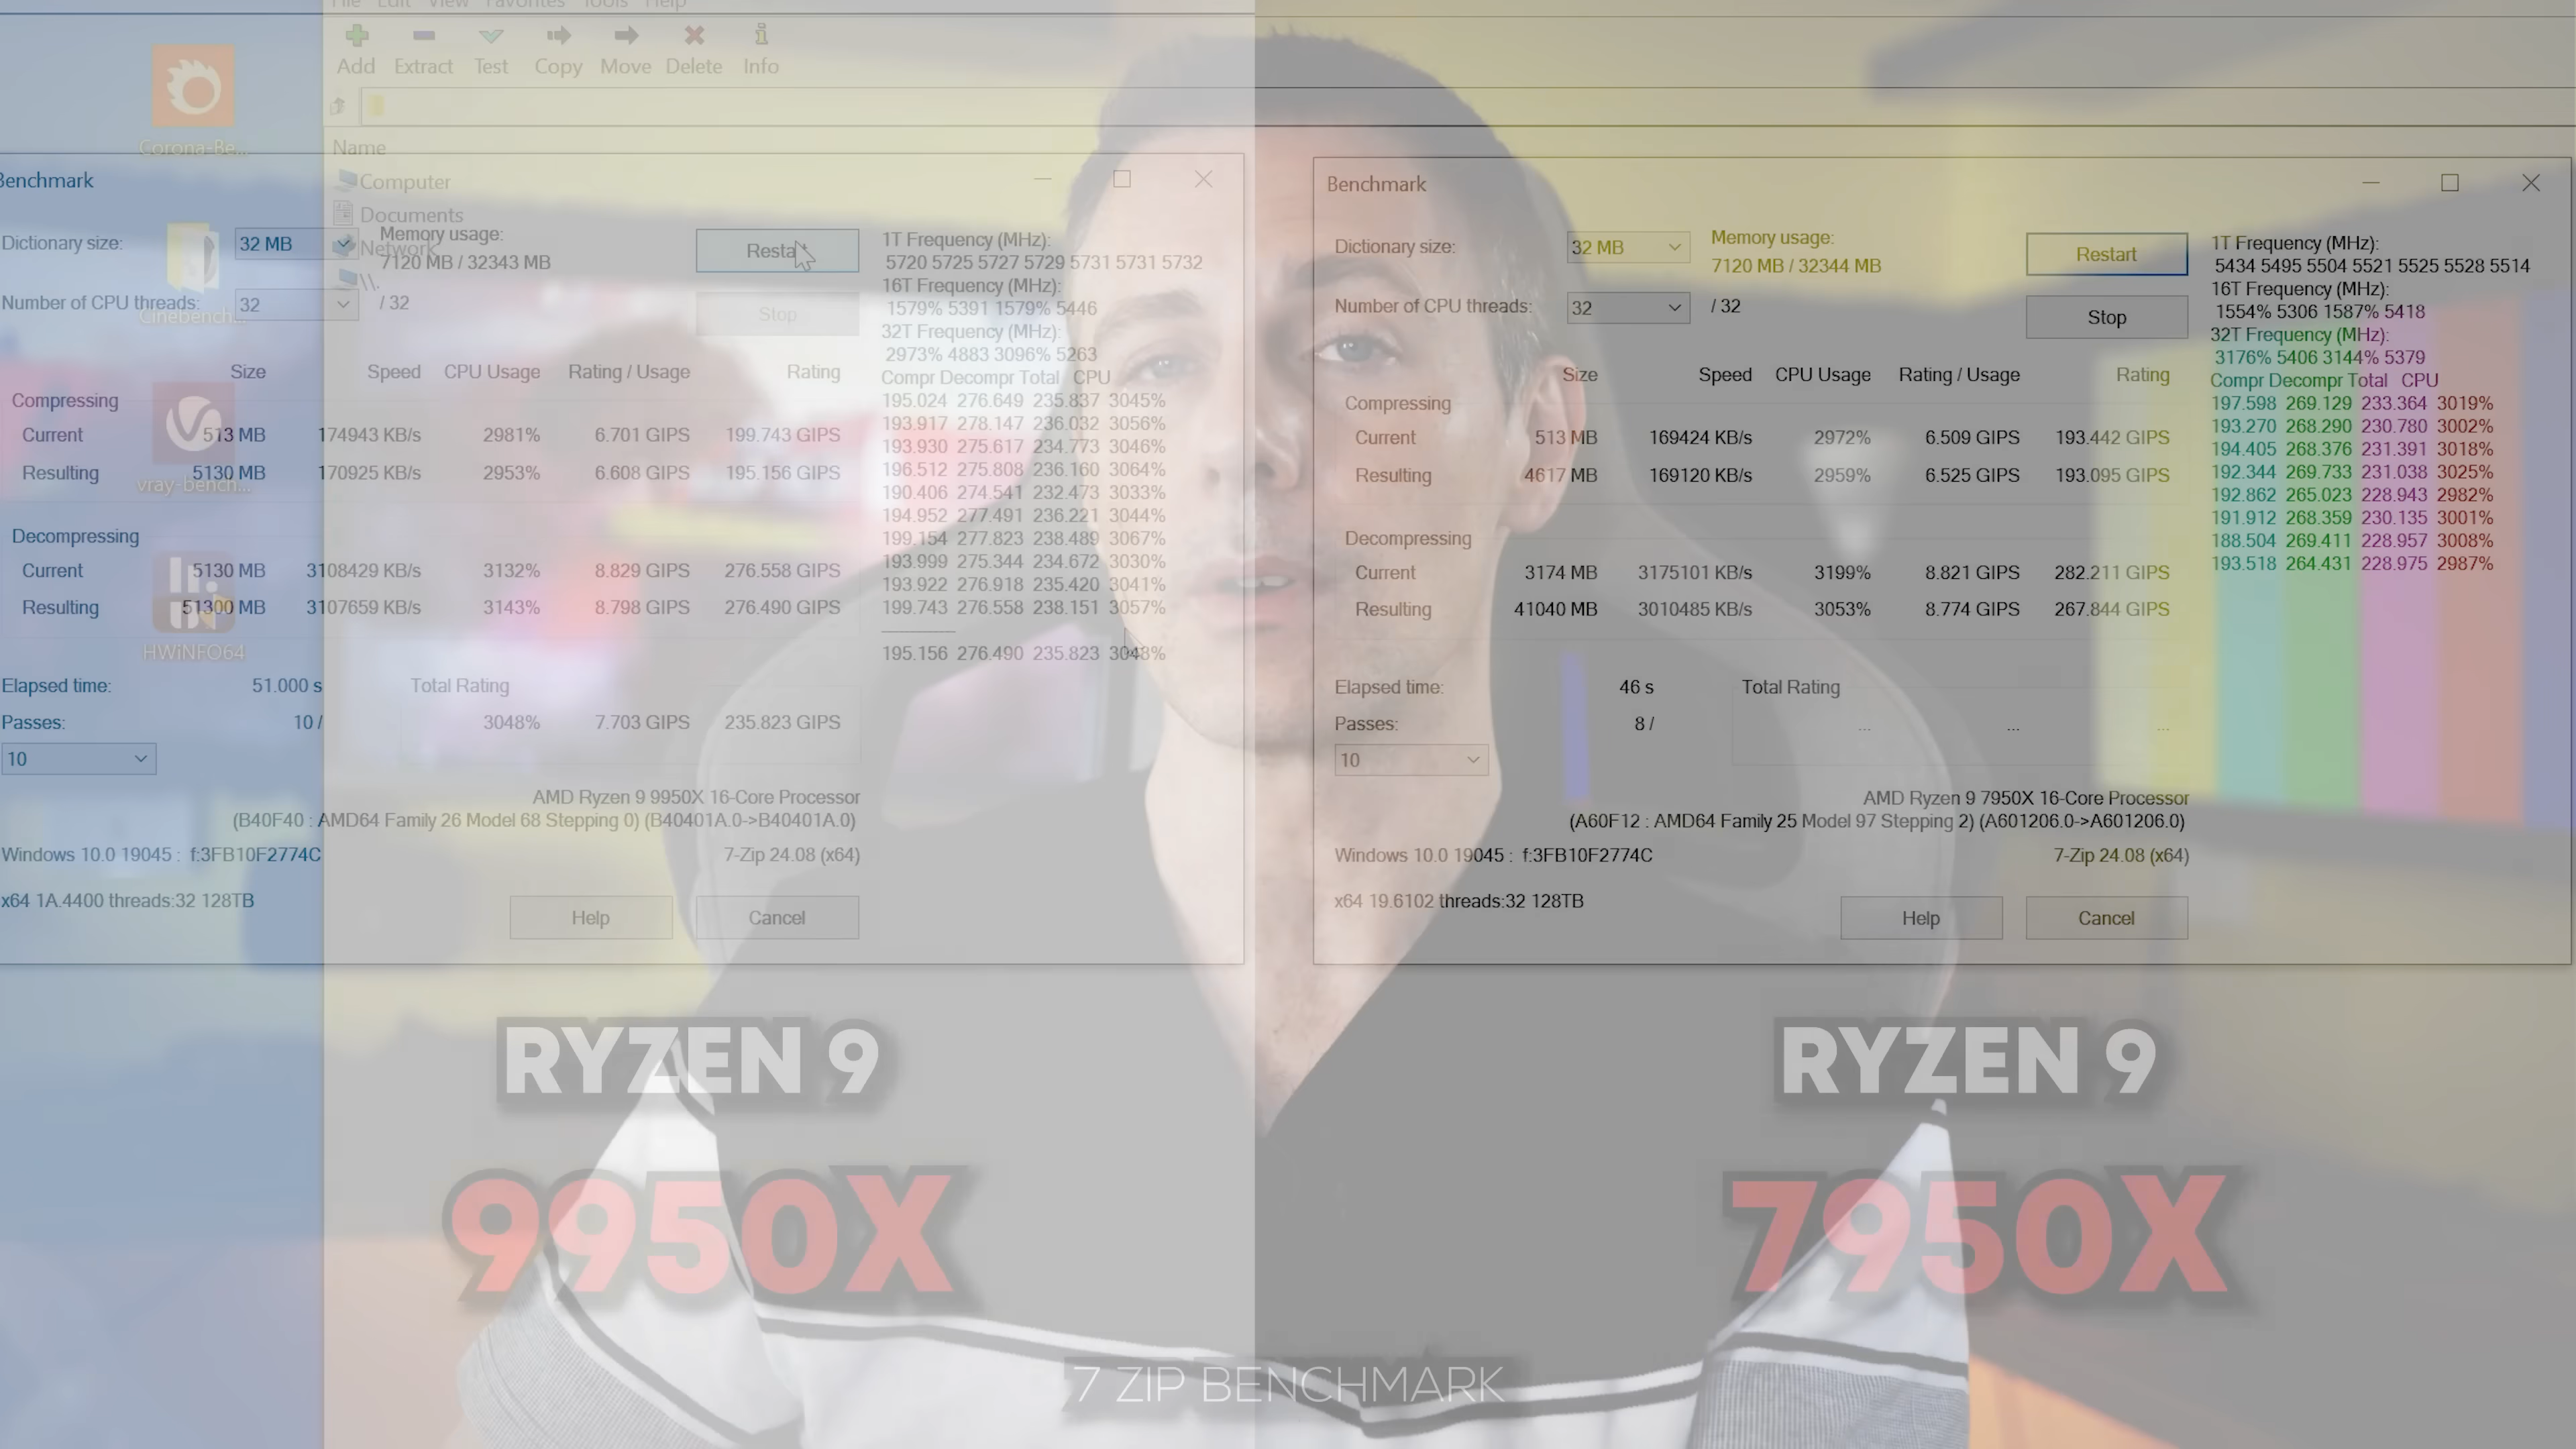 File Edit View Favorites Tools Help
Add Extract Test Copy Move Delete Info
Corona-Be...
Name
Computer
Documents
Network
\\.
Cinebench...
vray-bench...
HWiNFO64
Benchmark
Dictionary size: 32 MB
Memory usage:
7120 MB / 32343 MB
Restart
Number of CPU threads: 32 / 32
Stop
Size Speed CPU Usage Rating / Usage Rating
Compressing
Current 513 MB 174943 KB/s 2981% 6.701 GIPS 199.743 GIPS
Resulting 5130 MB 170925 KB/s 2953% 6.608 GIPS 195.156 GIPS
Decompressing
Current 5130 MB 3108429 KB/s 3132% 8.829 GIPS 276.558 GIPS
Resulting 51300 MB 3107659 KB/s 3143% 8.798 GIPS 276.490 GIPS
Elapsed time: 51.000 s
Total Rating
Passes: 10 /
3048% 7.703 GIPS 235.823 GIPS
10
AMD Ryzen 9 9950X 16-Core Processor
(B40F40 : AMD64 Family 26 Model 68 Stepping 0) (B40401A.0->B40401A.0)
Windows 10.0 19045 : f:3FB10F2774C
7-Zip 24.08 (x64)
x64 1A.4400 threads:32 128TB
Help Cancel
1T Frequency (MHz):
5720 5725 5727 5729 5731 5731 5732
16T Frequency (MHz):
1579% 5391 1579% 5446
32T Frequency (MHz):
2973% 4883 3096% 5263
Compr Decompr Total CPU
195.024 276.649 235.837 3045%
193.917 278.147 236.032 3056%
193.930 275.617 234.773 3046%
196.512 275.808 236.160 3064%
190.406 274.541 232.473 3033%
194.952 277.491 236.221 3044%
199.154 277.823 238.489 3067%
193.999 275.344 234.672 3030%
193.922 276.918 235.420 3041%
199.743 276.558 238.151 3057%
195.156 276.490 235.823 3048%
Benchmark
Dictionary size: 32 MB
Memory usage:
7120 MB / 32344 MB
Restart
Number of CPU threads: 32 / 32
Stop
Size Speed CPU Usage Rating / Usage Rating
Compressing
Current 513 MB 169424 KB/s 2972% 6.509 GIPS 193.442 GIPS
Resulting 4617 MB 169120 KB/s 2959% 6.525 GIPS 193.095 GIPS
Decompressing
Current 3174 MB 3175101 KB/s 3199% 8.821 GIPS 282.211 GIPS
Resulting 41040 MB 3010485 KB/s 3053% 8.774 GIPS 267.844 GIPS
Elapsed time: 46 s
Total Rating
Passes: 8 /
... ... ...
10
AMD Ryzen 9 7950X 16-Core Processor
(A60F12 : AMD64 Family 25 Model 97 Stepping 2) (A601206.0->A601206.0)
Windows 10.0 19045 : f:3FB10F2774C
7-Zip 24.08 (x64)
x64 19.6102 threads:32 128TB
Help Cancel
1T Frequency (MHz):
5434 5495 5504 5521 5525 5528 5514
16T Frequency (MHz):
1554% 5306 1587% 5418
32T Frequency (MHz):
3176% 5406 3144% 5379
Compr Decompr Total CPU
197.598 269.129 233.364 3019%
193.270 268.290 230.780 3002%
194.405 268.376 231.391 3018%
192.344 269.733 231.038 3025%
192.862 265.023 228.943 2982%
191.912 268.359 230.135 3001%
188.504 269.411 228.957 3008%
193.518 264.431 228.975 2987%
RYZEN 9
9950X
RYZEN 9
7950X
7 ZIP BENCHMARK